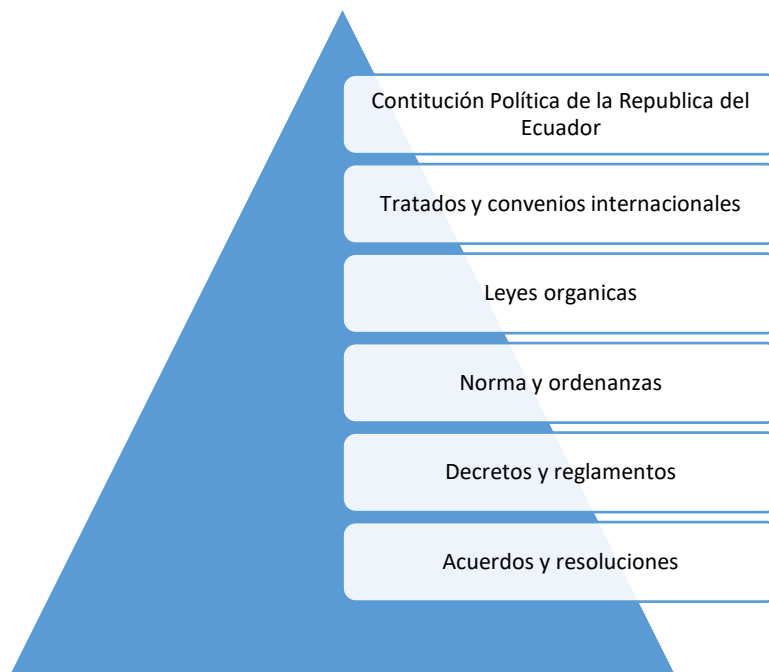 Contitución Política de la Republica del
Ecuador
Tratados y convenios internacionales
Leyes organicas
Norma y ordenanzas
Decretos y reglamentos
Acuerdos y resoluciones